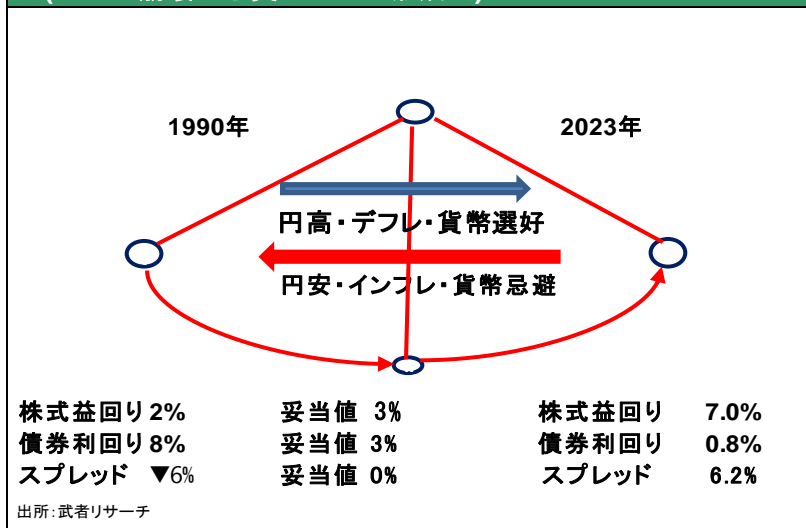 1990年 2023年
円高・デフレ・貨幣選好
円安・インフレ・貨幣忌避
株式益回り 2% 妥当値 3% 株式益回り 7.0%
債券利回り 8% 妥当値 3% 債券利回り 0.8%
スプレッド ▼6% 妥当値 0% スプレッド 6.2%
出所:武者リサーチ